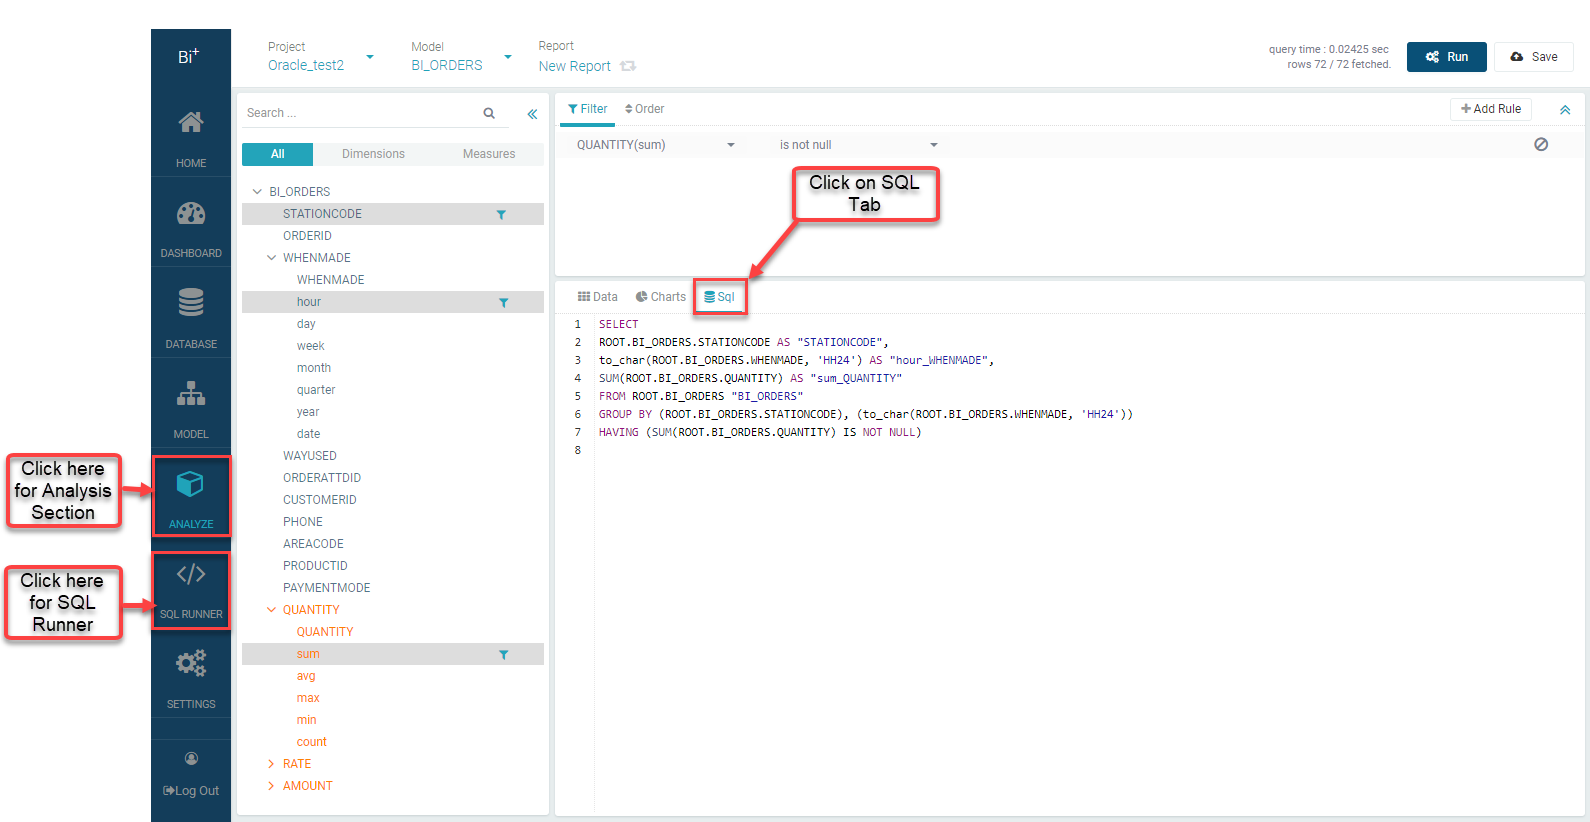 Bi+
HOME
DASHBOARD
DATABASE
MODEL
ANALYZE
SQL RUNNER
SETTINGS
Log Out
Click here
for Analysis
Section
Click here
for SQL
Runner
Project
Oracle_test2
Model
BI_ORDERS
Report
New Report
query time : 0.02425 sec
rows 72 / 72 fetched.
Run
Save
Search ...
All
Dimensions
Measures
BI_ORDERS
STATIONCODE
ORDERID
WHENMADE
WHENMADE
hour
day
week
month
quarter
year
date
WAYUSED
ORDERATTDID
CUSTOMERID
PHONE
AREACODE
PRODUCTID
PAYMENTMODE
QUANTITY
QUANTITY
sum
avg
max
min
count
RATE
AMOUNT
Filter
Order
Add Rule
QUANTITY(sum)
is not null
Click on SQL
Tab
Data
Charts
Sql
1 SELECT
2 ROOT.BI_ORDERS.STATIONCODE AS "STATIONCODE",
3 to_char(ROOT.BI_ORDERS.WHENMADE, 'HH24') AS "hour_WHENMADE",
4 SUM(ROOT.BI_ORDERS.QUANTITY) AS "sum_QUANTITY"
5 FROM ROOT.BI_ORDERS "BI_ORDERS"
6 GROUP BY (ROOT.BI_ORDERS.STATIONCODE), (to_char(ROOT.BI_ORDERS.WHENMADE, 'HH24'))
7 HAVING (SUM(ROOT.BI_ORDERS.QUANTITY) IS NOT NULL)
8